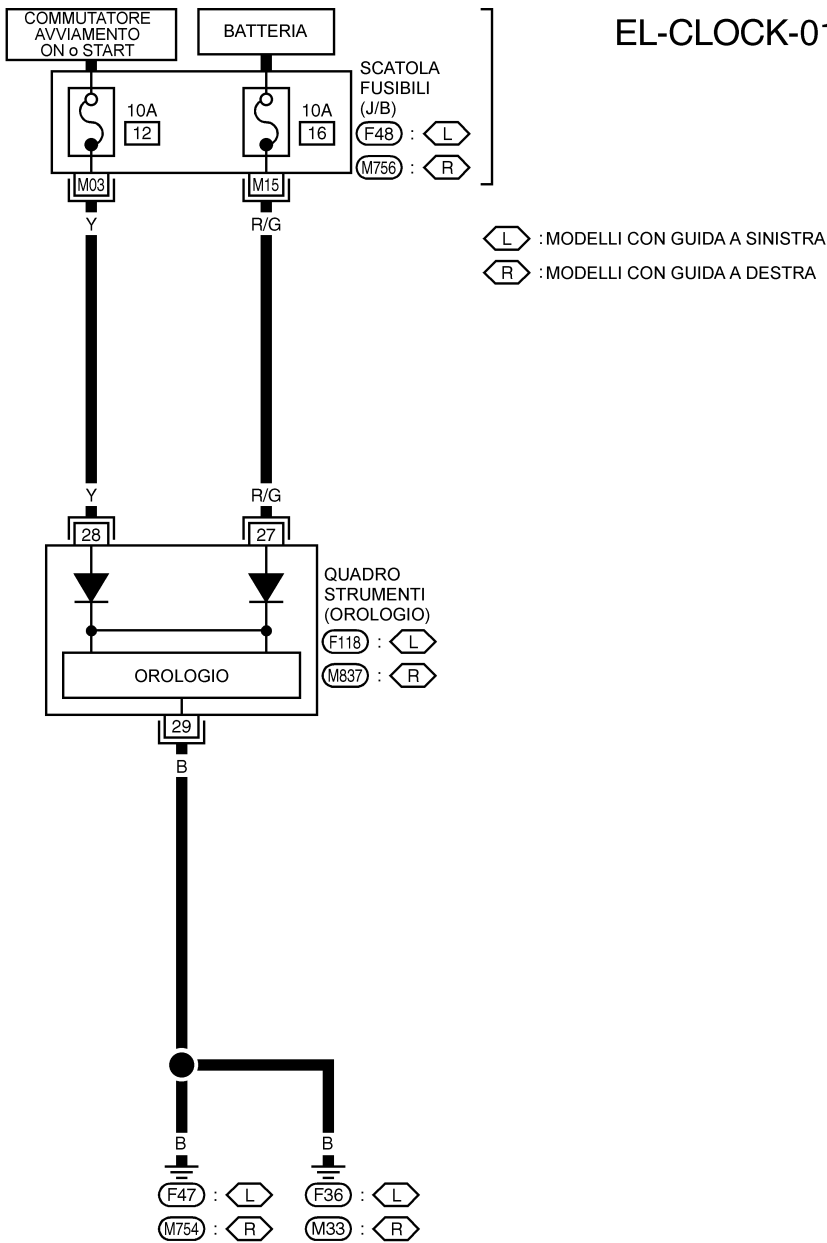 COMMUTATORE
AVVIAMENTO
ON o START
BATTERIA
EL-CLOCK-01
SCATOLA
FUSIBILI
(J/B)
10A
12
10A
16
F48 : L
M756 : R
M03
M15
Y
R/G
L : MODELLI CON GUIDA A SINISTRA
R : MODELLI CON GUIDA A DESTRA
Y
R/G
28
27
QUADRO
STRUMENTI
(OROLOGIO)
F118 : L
M837 : R
OROLOGIO
29
B
B
B
F47 : L
F36 : L
M754 : R
M33 : R